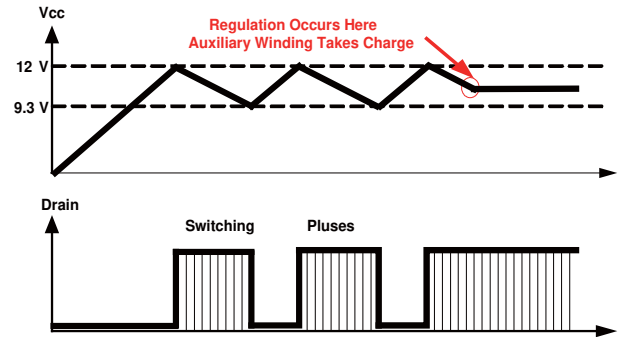 Vcc
Regulation Occurs Here
Auxiliary Winding Takes Charge
12 V
9.3 V
Drain
Switching Pluses